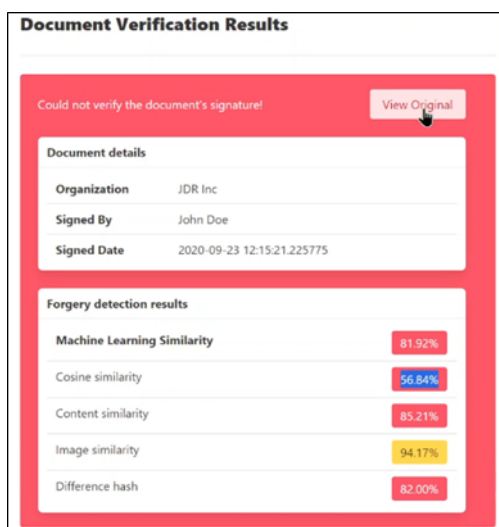 Document Verification Results
Could not verify the document's signature! View Original
Document details
Organization JDR Inc
Signed By John Doe
Signed Date 2020-09-23 12:15:21.225775
Forgery detection results
Machine Learning Similarity 81.92%
Cosine similarity 56.84%
Content similarity 85.21%
Image similarity 94.17%
Difference hash 82.00%